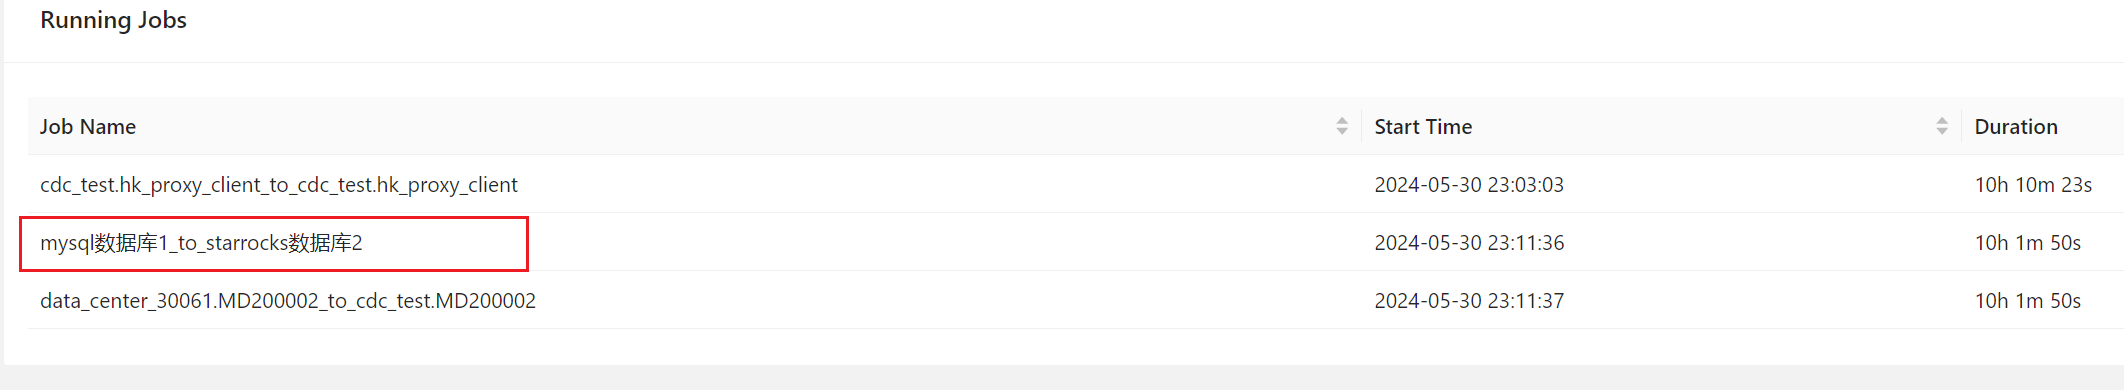 Running Jobs
Job Name Start Time Duration
cdc_test.hk_proxy_client_to_cdc_test.hk_proxy_client 2024-05-30 23:03:03 10h 10m 23s
mysql数据库1_to_starrocks数据库2 2024-05-30 23:11:36 10h 1m 50s
data_center_30061.MD200002_to_cdc_test.MD200002 2024-05-30 23:11:37 10h 1m 50s